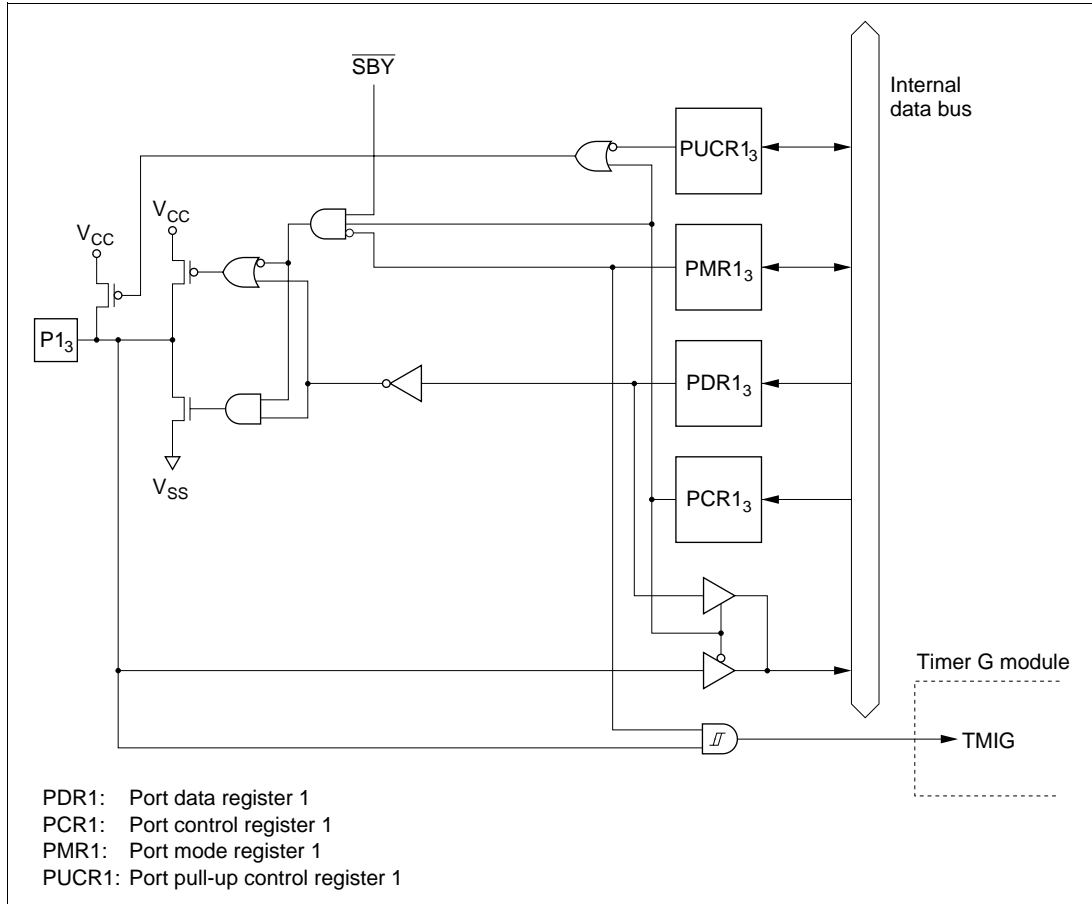 SBY
Internal
data bus
PUCR1₃
V_CC
V_CC
PMR1₃
P1₃
PDR1₃
V_SS
PCR1₃
Timer G module
TMIG
PDR1: Port data register 1
PCR1: Port control register 1
PMR1: Port mode register 1
PUCR1: Port pull-up control register 1